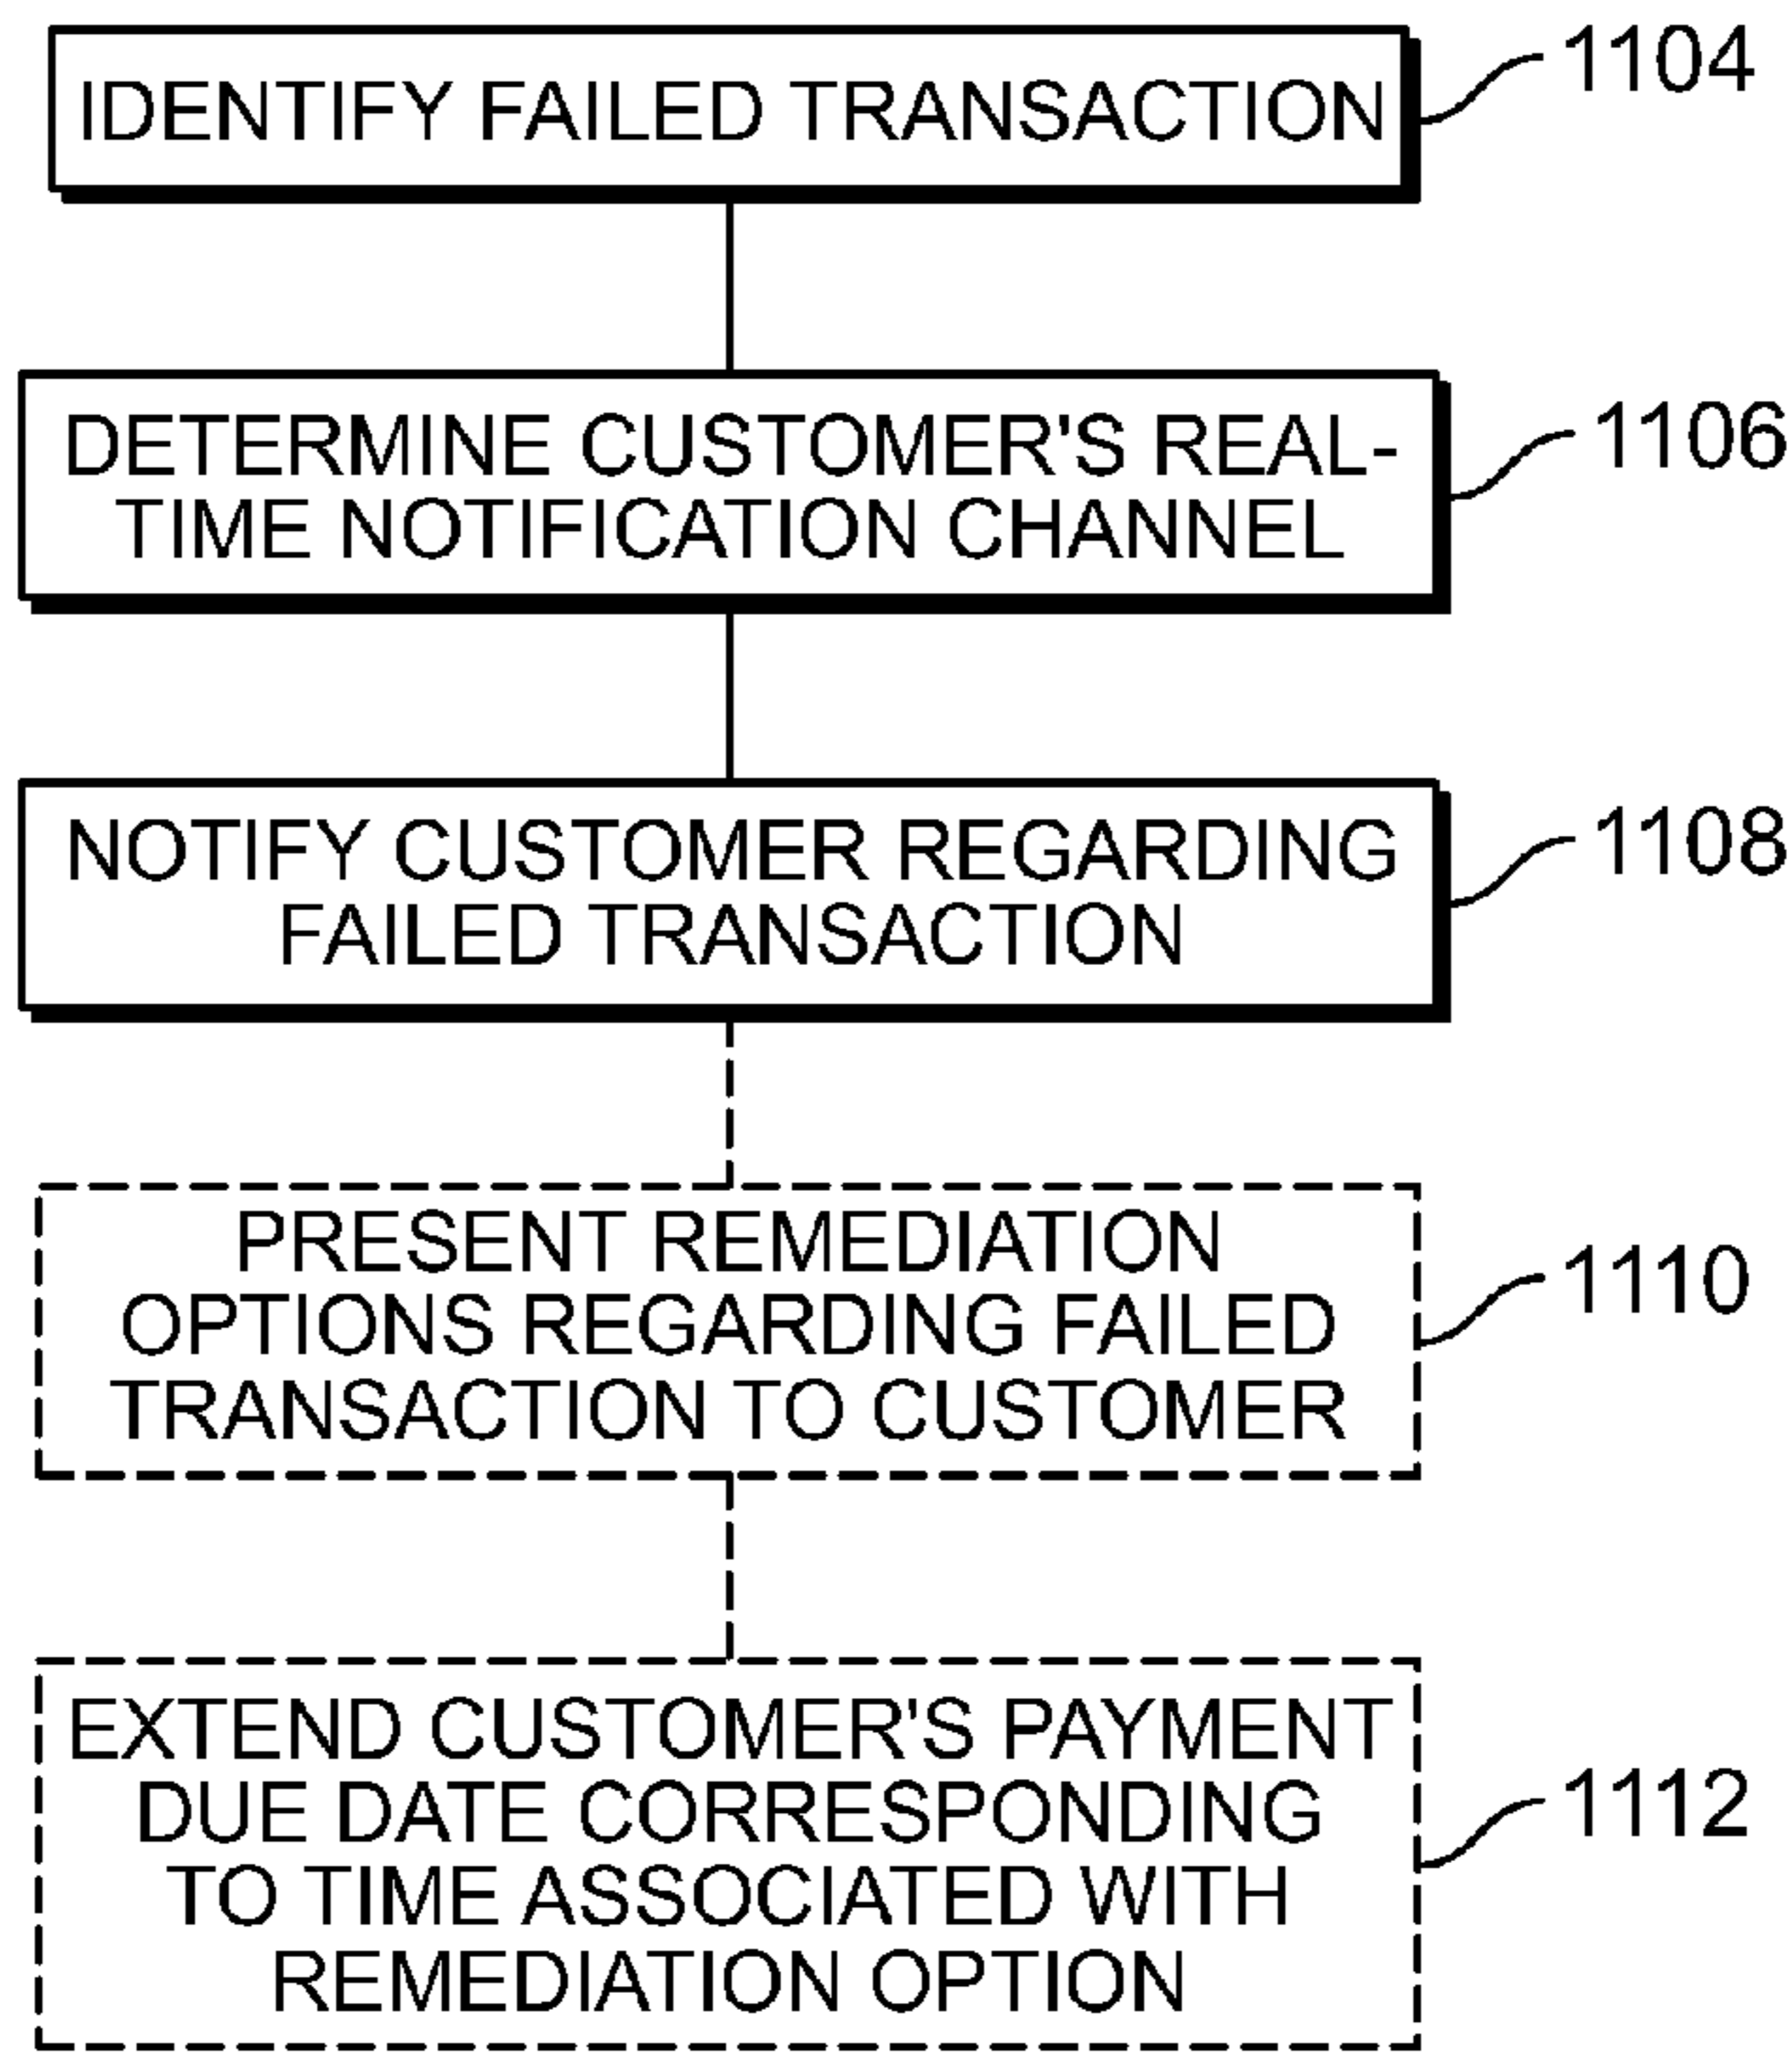 IDENTIFY FAILED TRANSACTION
1104
DETERMINE CUSTOMER'S REAL-
TIME NOTIFICATION CHANNEL
1106
NOTIFY CUSTOMER REGARDING
FAILED TRANSACTION
1108
PRESENT REMEDIATION
OPTIONS REGARDING FAILED
TRANSACTION TO CUSTOMER
1110
EXTEND CUSTOMER'S PAYMENT
DUE DATE CORRESPONDING
TO TIME ASSOCIATED WITH
REMEDIATION OPTION
1112